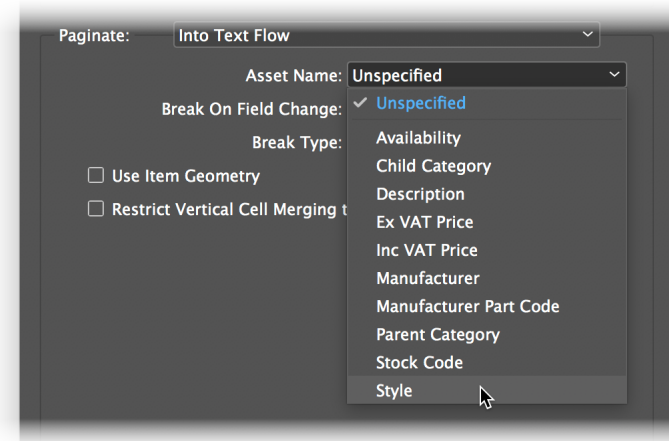 Paginate: Into Text Flow
Asset Name: Unspecified
Break On Field Change: Unspecified
Break Type: Availability
Child Category
Use Item Geometry
Description
Restrict Vertical Cell Merging t
Ex VAT Price
Inc VAT Price
Manufacturer
Manufacturer Part Code
Parent Category
Stock Code
Style